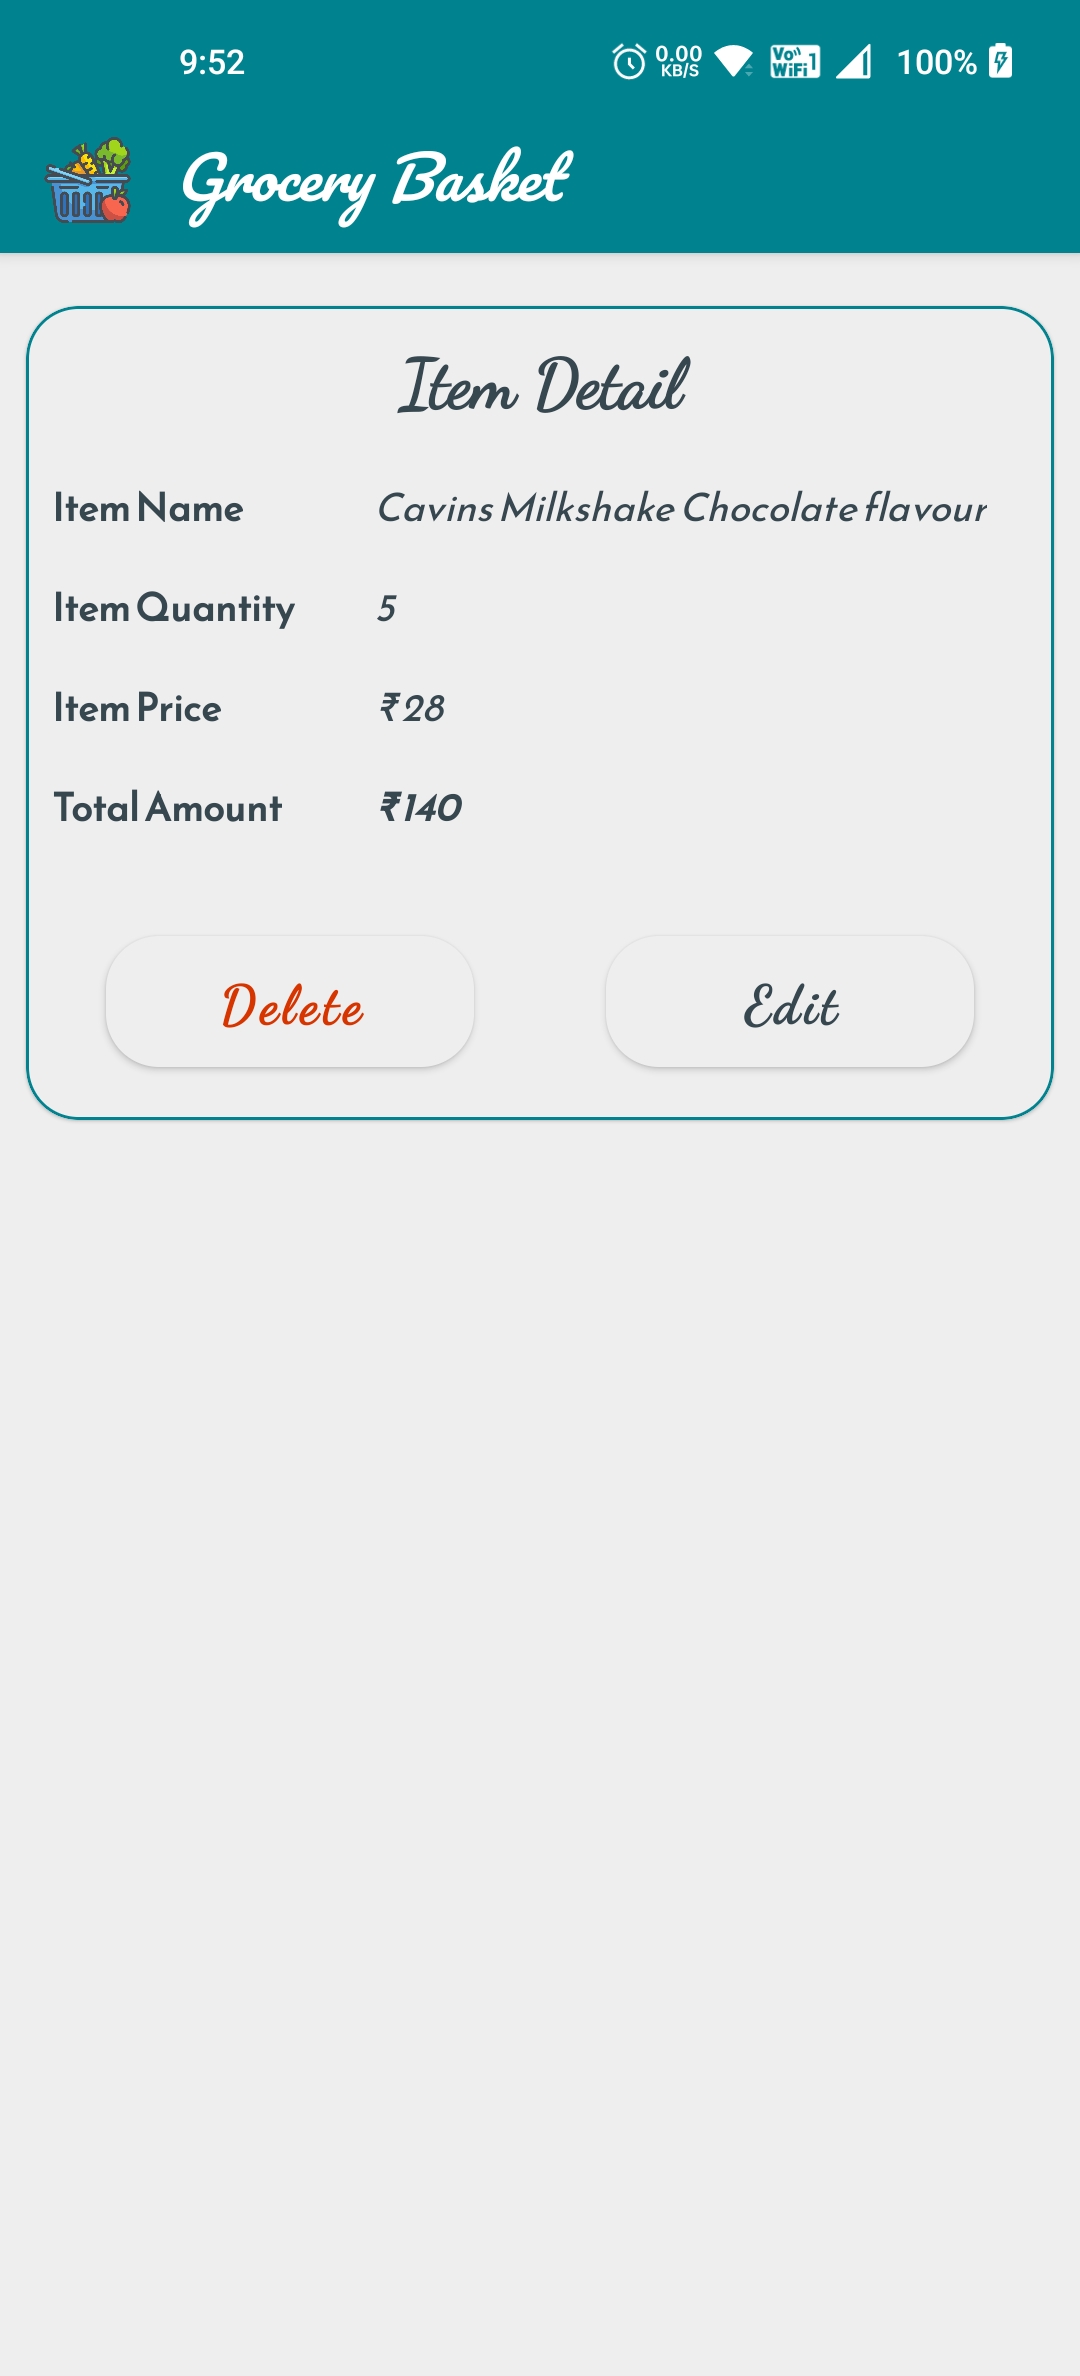 9:52 0.00 KB/S Vo)) WiFi 1 100%
Grocery Basket
Item Detail
Item Name Cavins Milkshake Chocolate flavour
Item Quantity 5
Item Price ₹28
Total Amount ₹140
Delete Edit